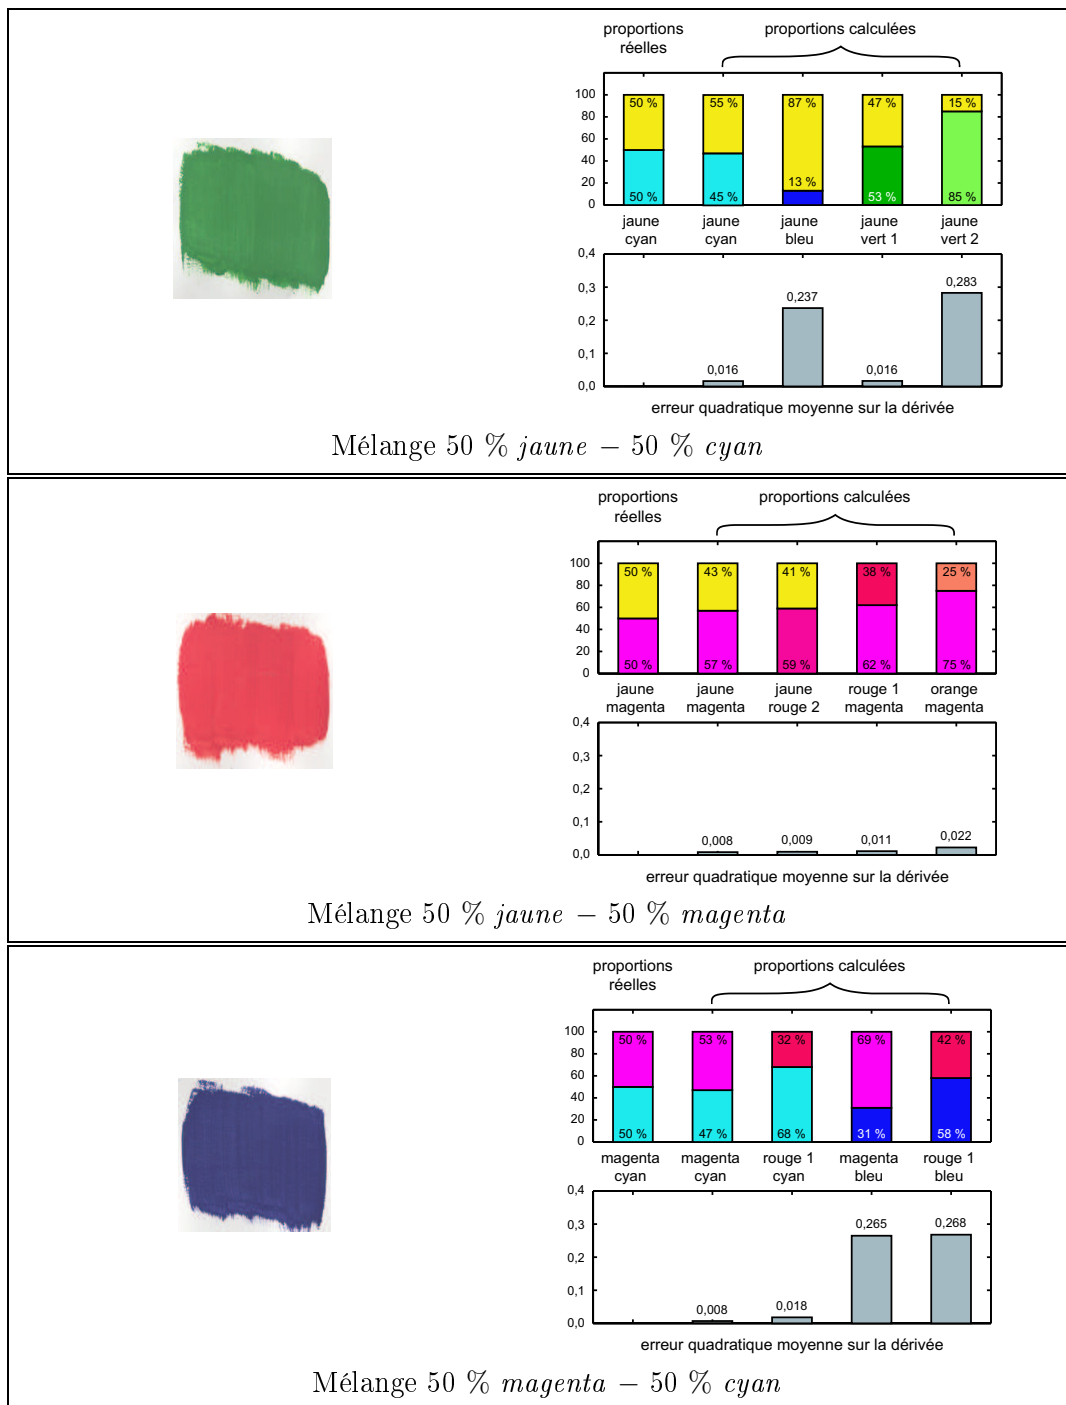 proportions réelles
proportions calculées
100
80
60
40
20
0
50 % 55 % 87 % 47 % 15 %
50 % 45 % 13 % 53 % 85 %
jaune jaune jaune jaune jaune
cyan cyan bleu vert 1 vert 2
0,4
0,3
0,2
0,1
0,0
0,016 0,237 0,016 0,283
erreur quadratique moyenne sur la dérivée
Mélange 50 % jaune – 50 % cyan
proportions réelles
proportions calculées
100
80
60
40
20
0
50 % 43 % 41 % 38 % 25 %
50 % 57 % 59 % 62 % 75 %
jaune jaune jaune rouge 1 orange
magenta magenta rouge 2 magenta magenta
0,4
0,3
0,2
0,1
0,0
0,008 0,009 0,011 0,022
erreur quadratique moyenne sur la dérivée
Mélange 50 % jaune – 50 % magenta
proportions réelles
proportions calculées
100
80
60
40
20
0
50 % 53 % 32 % 69 % 42 %
50 % 47 % 68 % 31 % 58 %
magenta magenta rouge 1 magenta rouge 1
cyan cyan cyan bleu bleu
0,4
0,3
0,2
0,1
0,0
0,008 0,018 0,265 0,268
erreur quadratique moyenne sur la dérivée
Mélange 50 % magenta – 50 % cyan